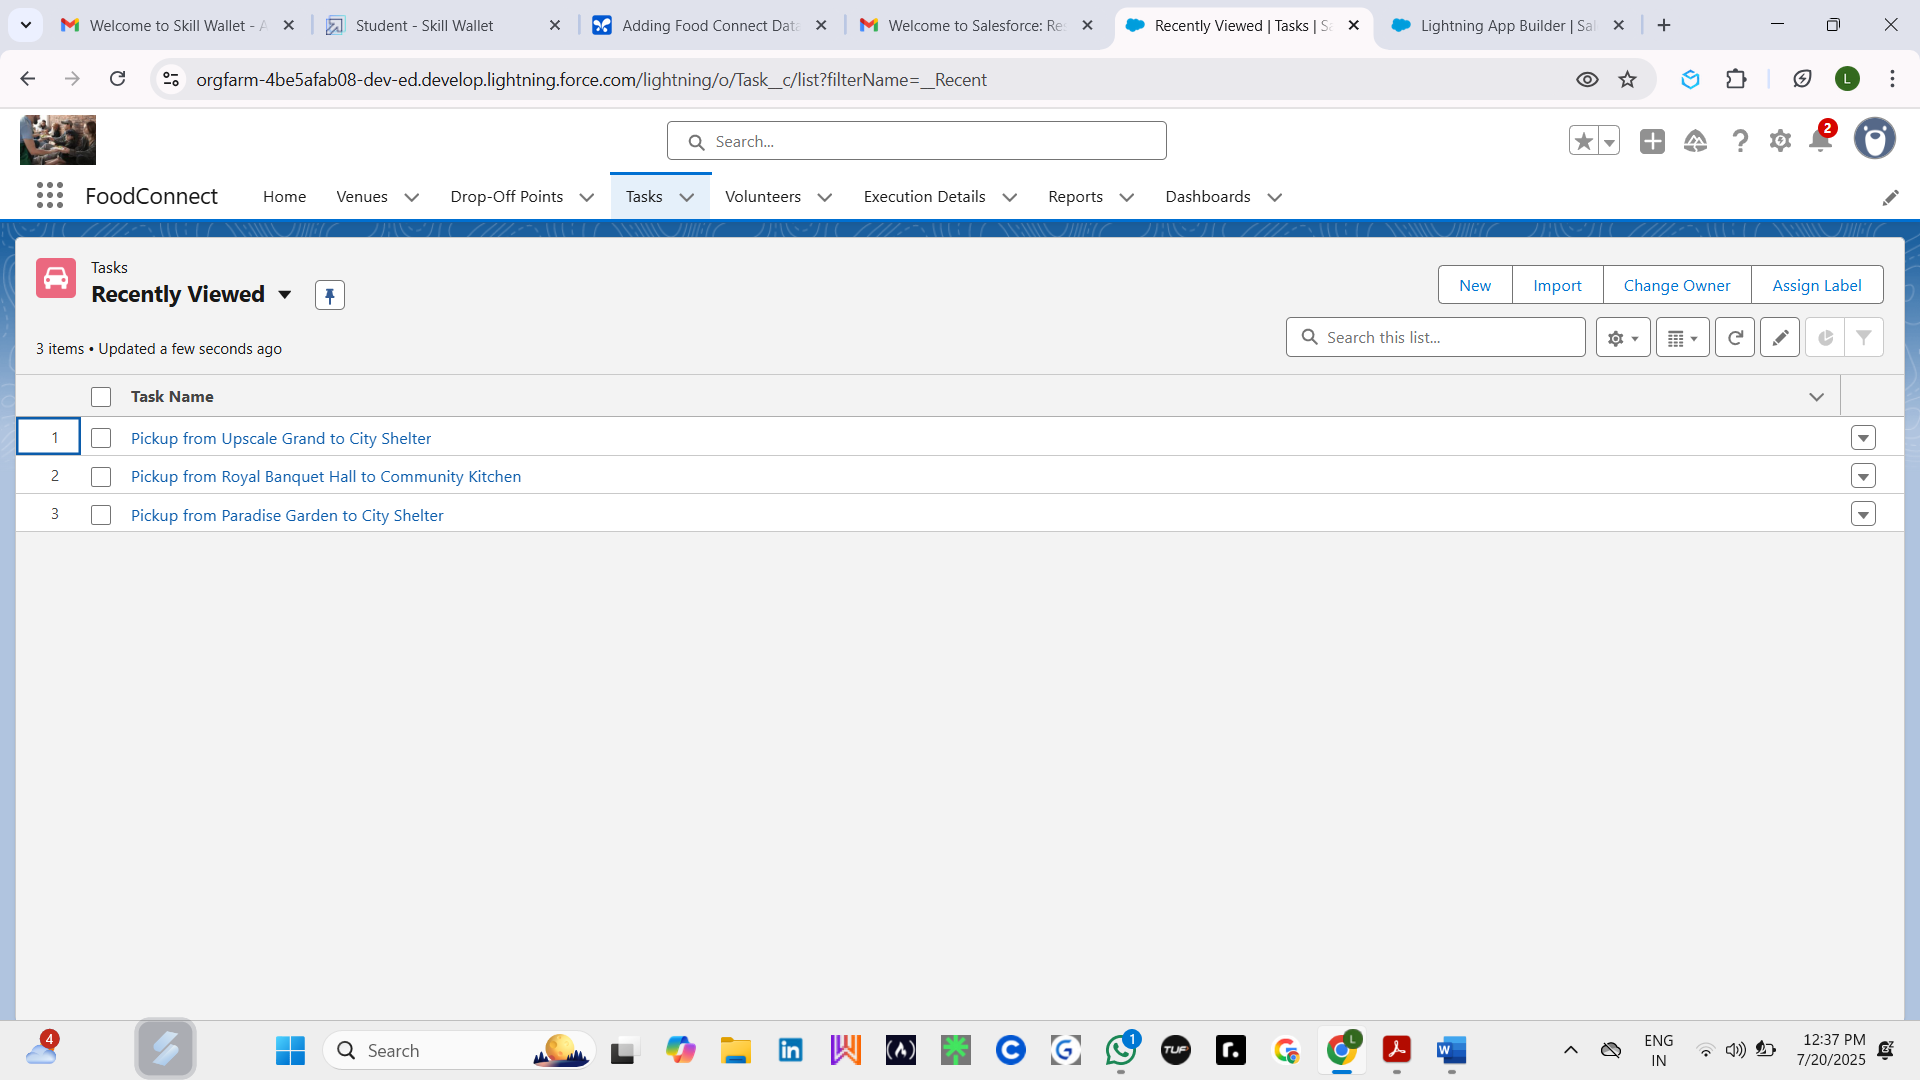 Welcome to Skill Wallet - A
Student - Skill Wallet
Adding Food Connect Data
Welcome to Salesforce: Res
Recently Viewed | Tasks | Sa
Lightning App Builder | Sal
orgfarm-4be5afab08-dev-ed.develop.lightning.force.com/lightning/o/Task__c/list?filterName=__Recent
L
Search...
2
FoodConnect
Home
Venues
Drop-Off Points
Tasks
Volunteers
Execution Details
Reports
Dashboards
Tasks
Recently Viewed
New
Import
Change Owner
Assign Label
3 items • Updated a few seconds ago
Search this list...
Task Name
1
Pickup from Upscale Grand to City Shelter
2
Pickup from Royal Banquet Hall to Community Kitchen
3
Pickup from Paradise Garden to City Shelter
4
Search
1
TUF
r.
L
ENG
IN
12:37 PM
7/20/2025